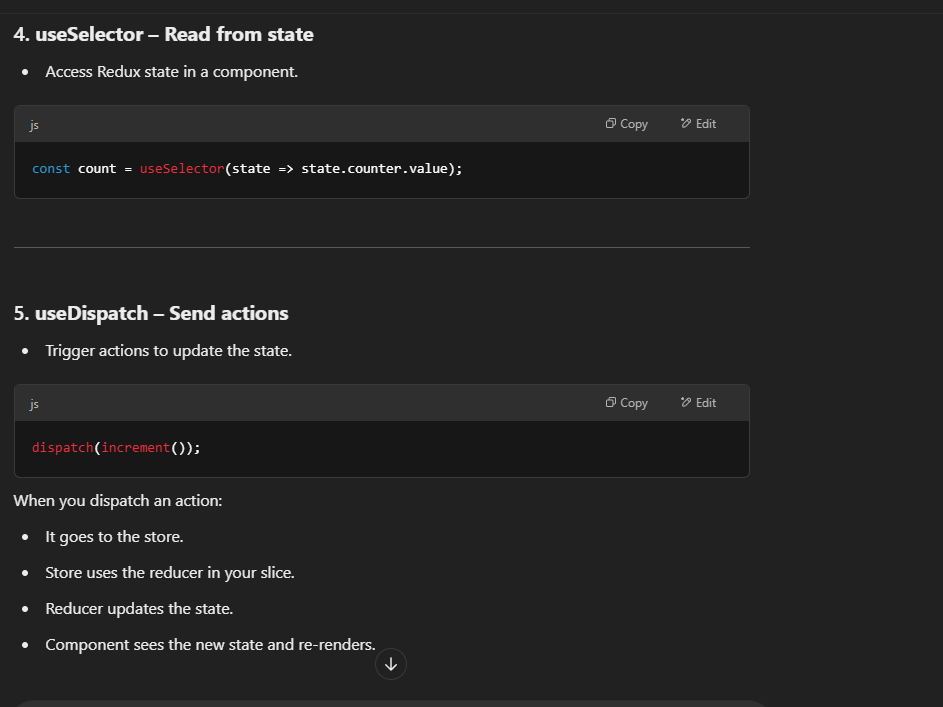 4. useSelector – Read from state
• Access Redux state in a component.
js
Copy
Edit
const count = useSelector(state => state.counter.value);
5. useDispatch – Send actions
• Trigger actions to update the state.
js
Copy
Edit
dispatch(increment());
When you dispatch an action:
• It goes to the store.
• Store uses the reducer in your slice.
• Reducer updates the state.
• Component sees the new state and re-renders.